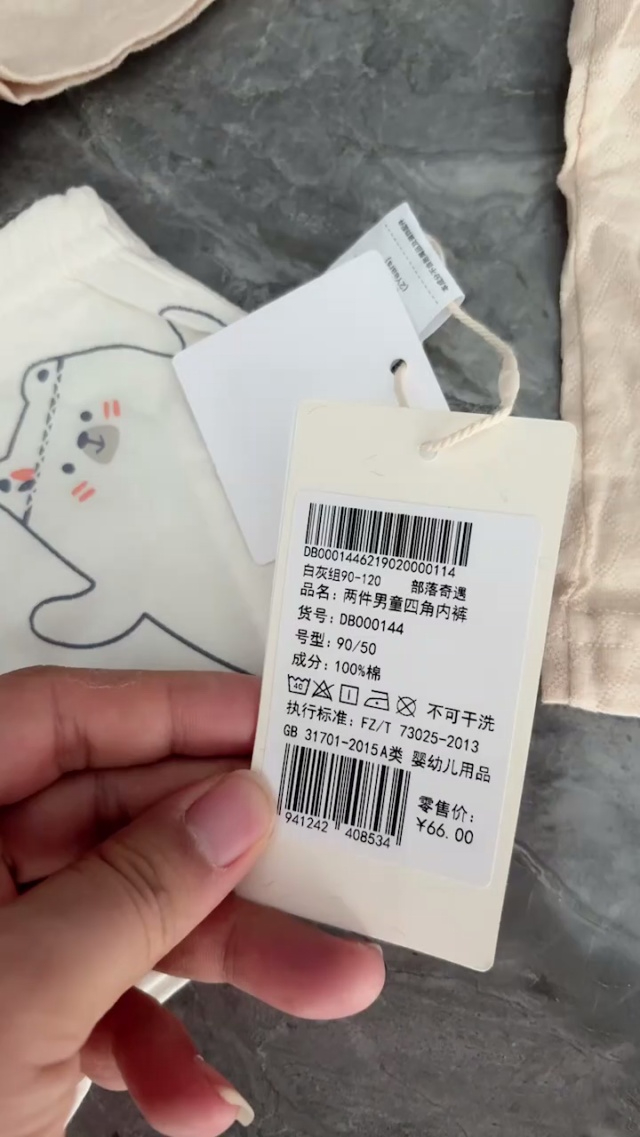 DB0001446219020000114
白灰组90-120 部落奇遇
品名: 两件男童四角内裤
货号: DB000144
号型: 90/50
成分: 100%棉
40 不可干洗
执行标准: FZ/T 73025-2013
GB 31701-2015A类 婴幼儿用品
零售价:
¥66.00
941242 408534